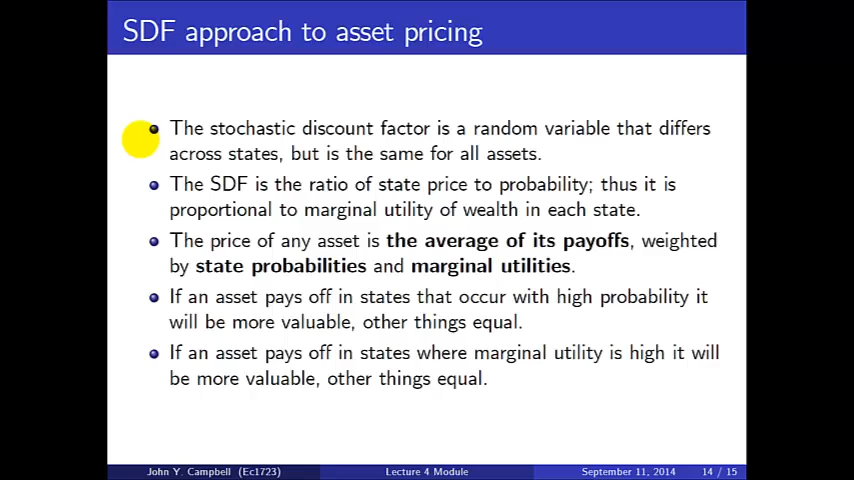 SDF approach to asset pricing
The stochastic discount factor is a random variable that differs
across states, but is the same for all assets.
The SDF is the ratio of state price to probability; thus it is
proportional to marginal utility of wealth in each state.
The price of any asset is the average of its payoffs, weighted
by state probabilities and marginal utilities.
If an asset pays off in states that occur with high probability it
will be more valuable, other things equal.
If an asset pays off in states where marginal utility is high it will
be more valuable, other things equal.
John Y. Campbell (Ec1723) Lecture 4 Module September 11, 2014 14 / 15